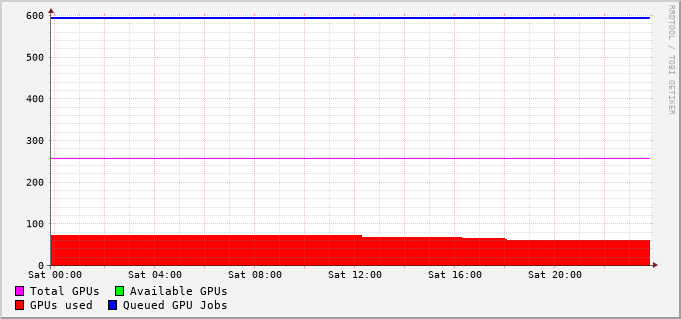 600
500
400
300
200
100
0
Sat 00:00 Sat 04:00 Sat 08:00 Sat 12:00 Sat 16:00 Sat 20:00
Total GPUs Available GPUs
GPUs used Queued GPU Jobs
RRDTOOL / TOBI OETIKER